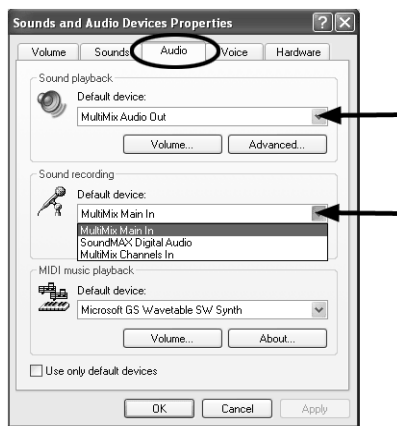 Sounds and Audio Devices Properties
Volume Sounds Audio Voice Hardware
Sound playback
Default device:
MultiMix Audio Out
Volume... Advanced...
Sound recording
Default device:
MultiMix Main In
MultiMix Main In
SoundMAX Digital Audio
MultiMix Channels In
MIDI music playback
Default device:
Microsoft GS Wavetable SW Synth
Volume... About...
Use only default devices
OK Cancel Apply